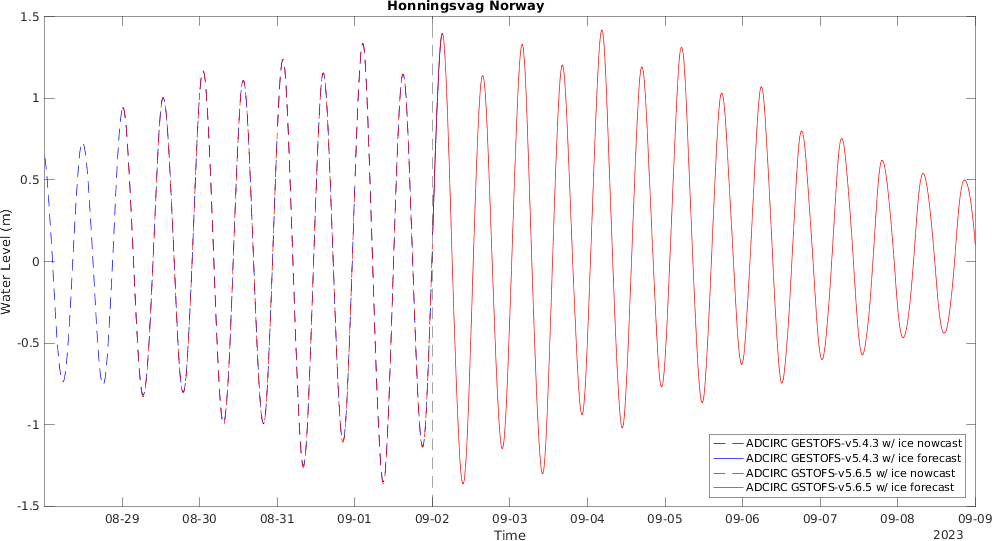 Honningsvag Norway
1.5
1
0.5
0
-0.5
-1
-1.5
Water Level (m)
ADCIRC GESTOFS-v5.4.3 w/ ice nowcast
ADCIRC GESTOFS-v5.4.3 w/ ice forecast
ADCIRC GSTOFS-v5.6.5 w/ ice nowcast
ADCIRC GSTOFS-v5.6.5 w/ ice forecast
08-29 08-30 08-31 09-01 09-02 09-03 09-04 09-05 09-06 09-07 09-08 09-09
Time
2023